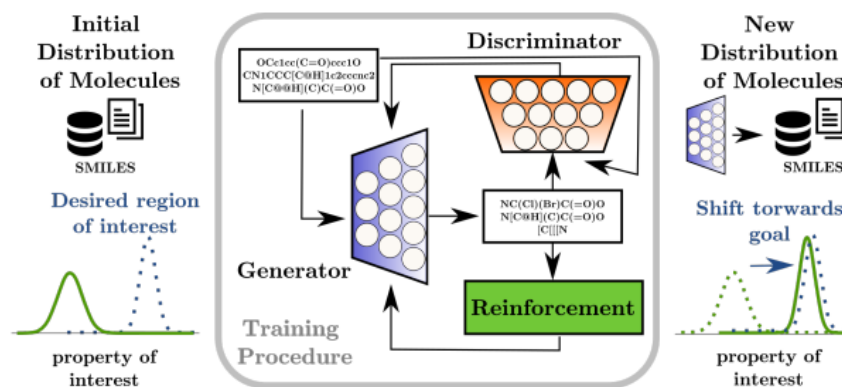 Initial
Distribution
of Molecules
SMILES
Desired region
of interest
property of
interest
OCc1cc(C=O)ccc1O
CN1CCC[C@H]1c2cccnc2
N[C@@H](C)C(=O)O
Discriminator
Generator
NC(Cl)(Br)C(=O)O
N[C@H](C)C(=O)O
[C[[[N
Reinforcement
Training
Procedure
New
Distribution
of Molecules
SMILES
Shift torwards
goal
property of
interest